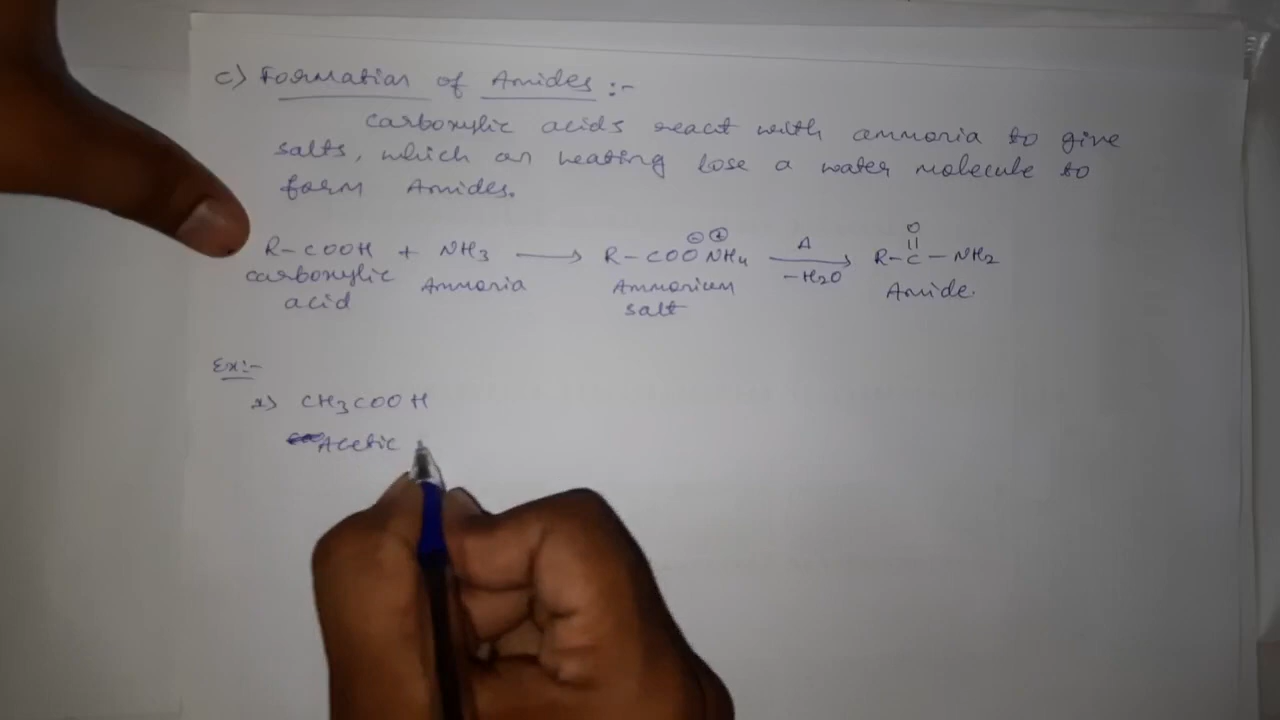 c) Formation of Amides :-
carboxylic acids react with ammonia to give
salts, which on heating lose a water molecule to
form Amides.
O
R-COOH + NH3 → R-COO⊖ ⊕NH4 Δ → -H2O R-C-NH2
carboxylic acid Ammonia Ammonium salt Amide.
Ex:-
1) CH3COOH
Acetic